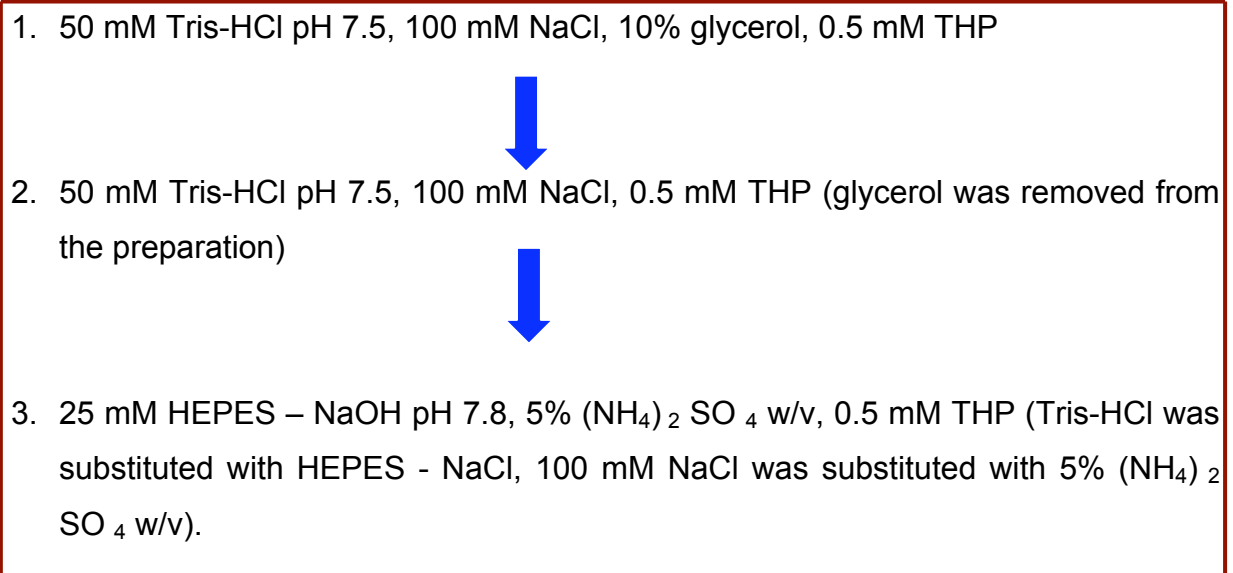 1. 50 mM Tris-HCl pH 7.5, 100 mM NaCl, 10% glycerol, 0.5 mM THP
2. 50 mM Tris-HCl pH 7.5, 100 mM NaCl, 0.5 mM THP (glycerol was removed from
the preparation)
3. 25 mM HEPES – NaOH pH 7.8, 5% (NH₄) ₂ SO ₄ w/v, 0.5 mM THP (Tris-HCl was
substituted with HEPES - NaCl, 100 mM NaCl was substituted with 5% (NH₄) ₂
SO ₄ w/v).